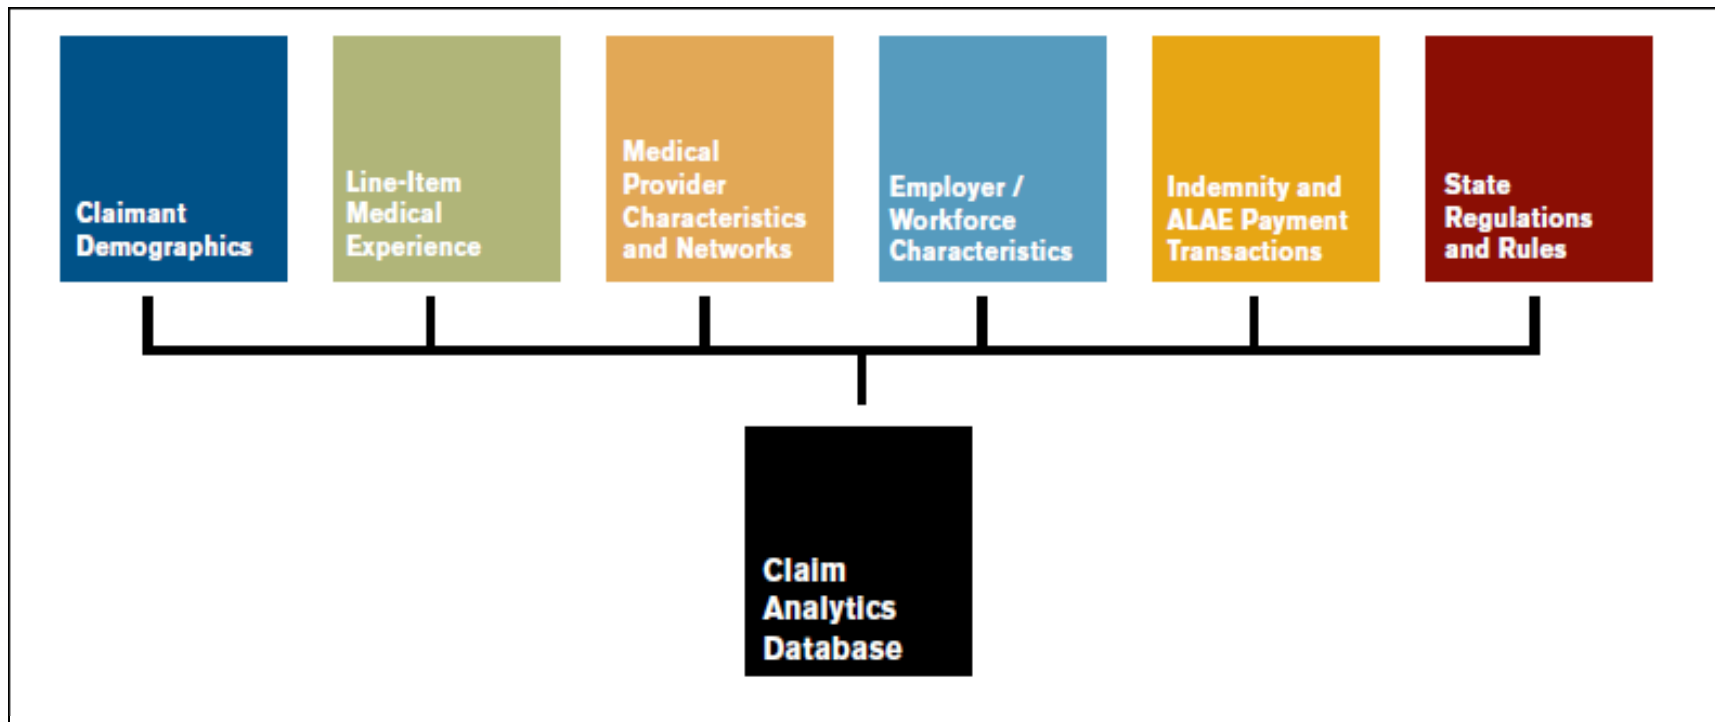 Claimant
Demographics
Line-Item
Medical
Experience
Medical
Provider
Characteristics
and Networks
Employer /
Workforce
Characteristics
Indemnity and
ALAE Payment
Transactions
State
Regulations
and Rules
Claim
Analytics
Database